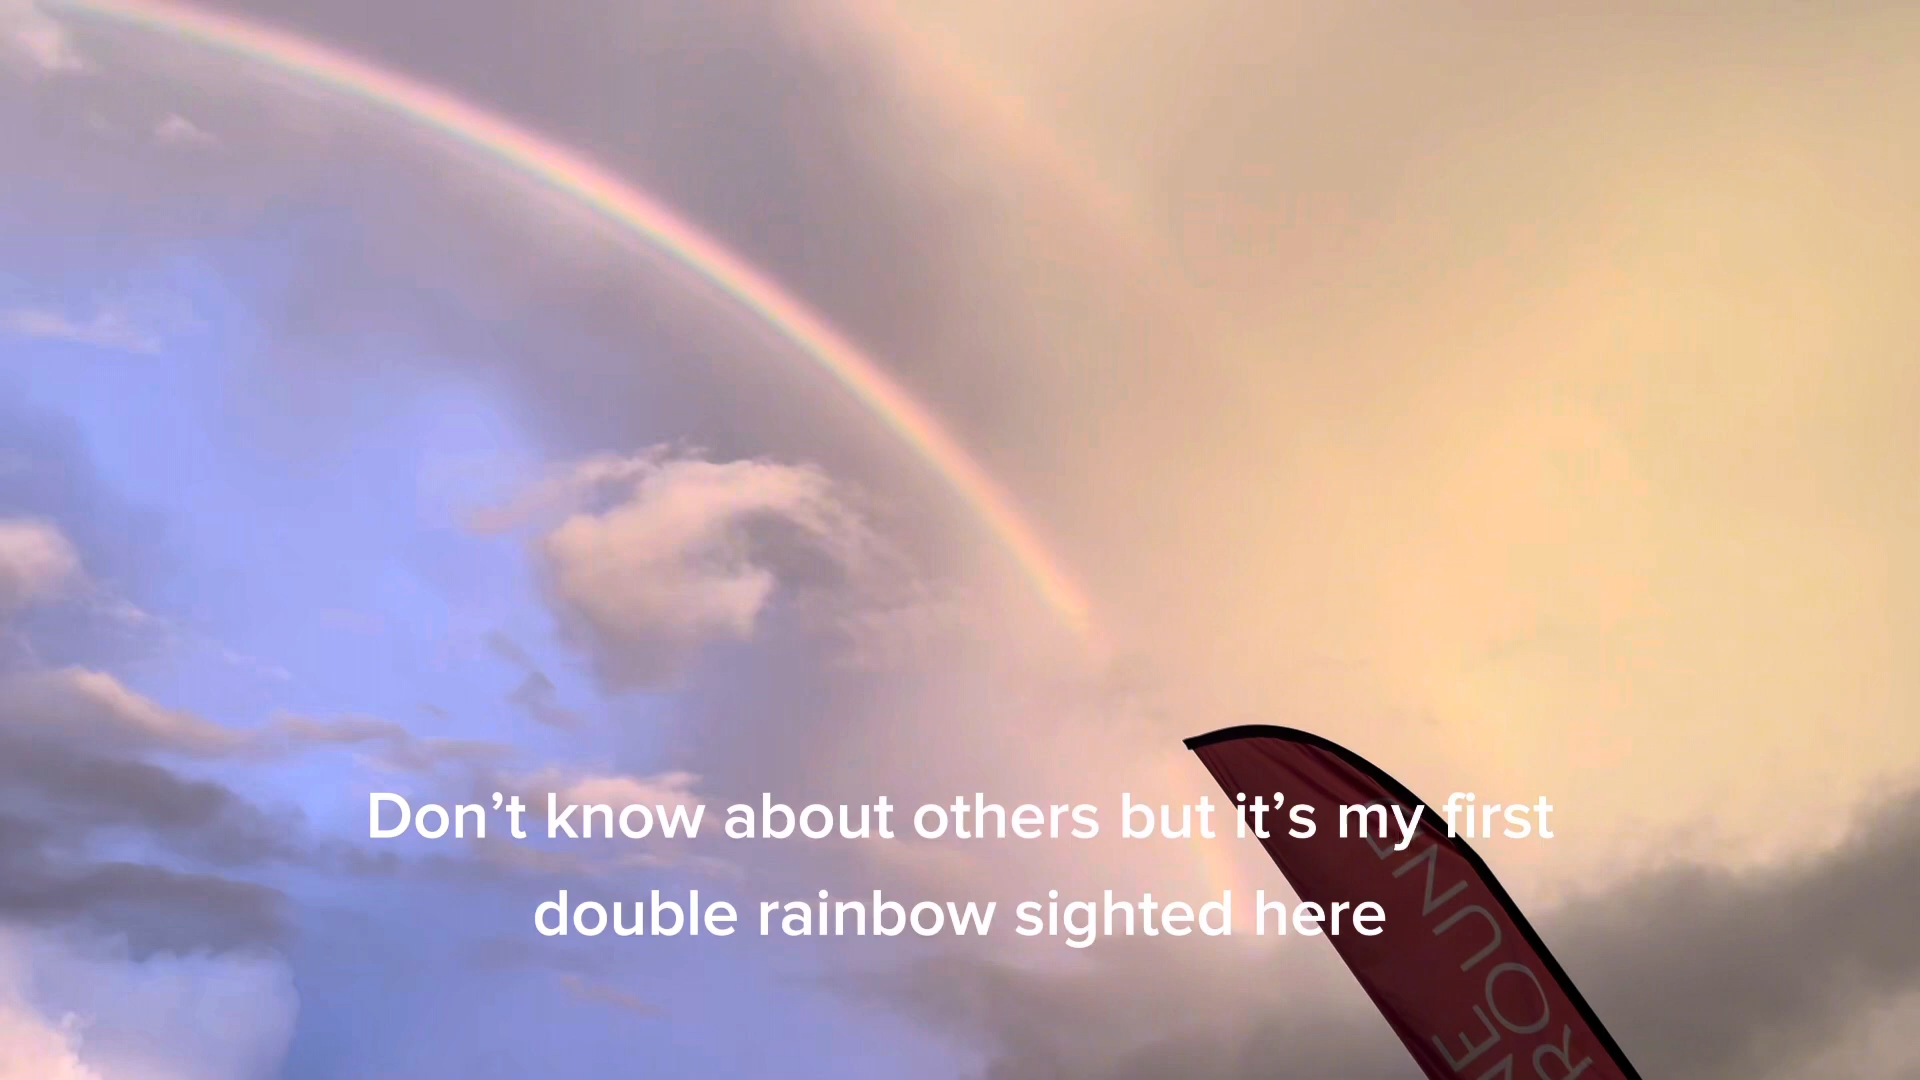 Don’t know about others but it’s my first
double rainbow sighted here